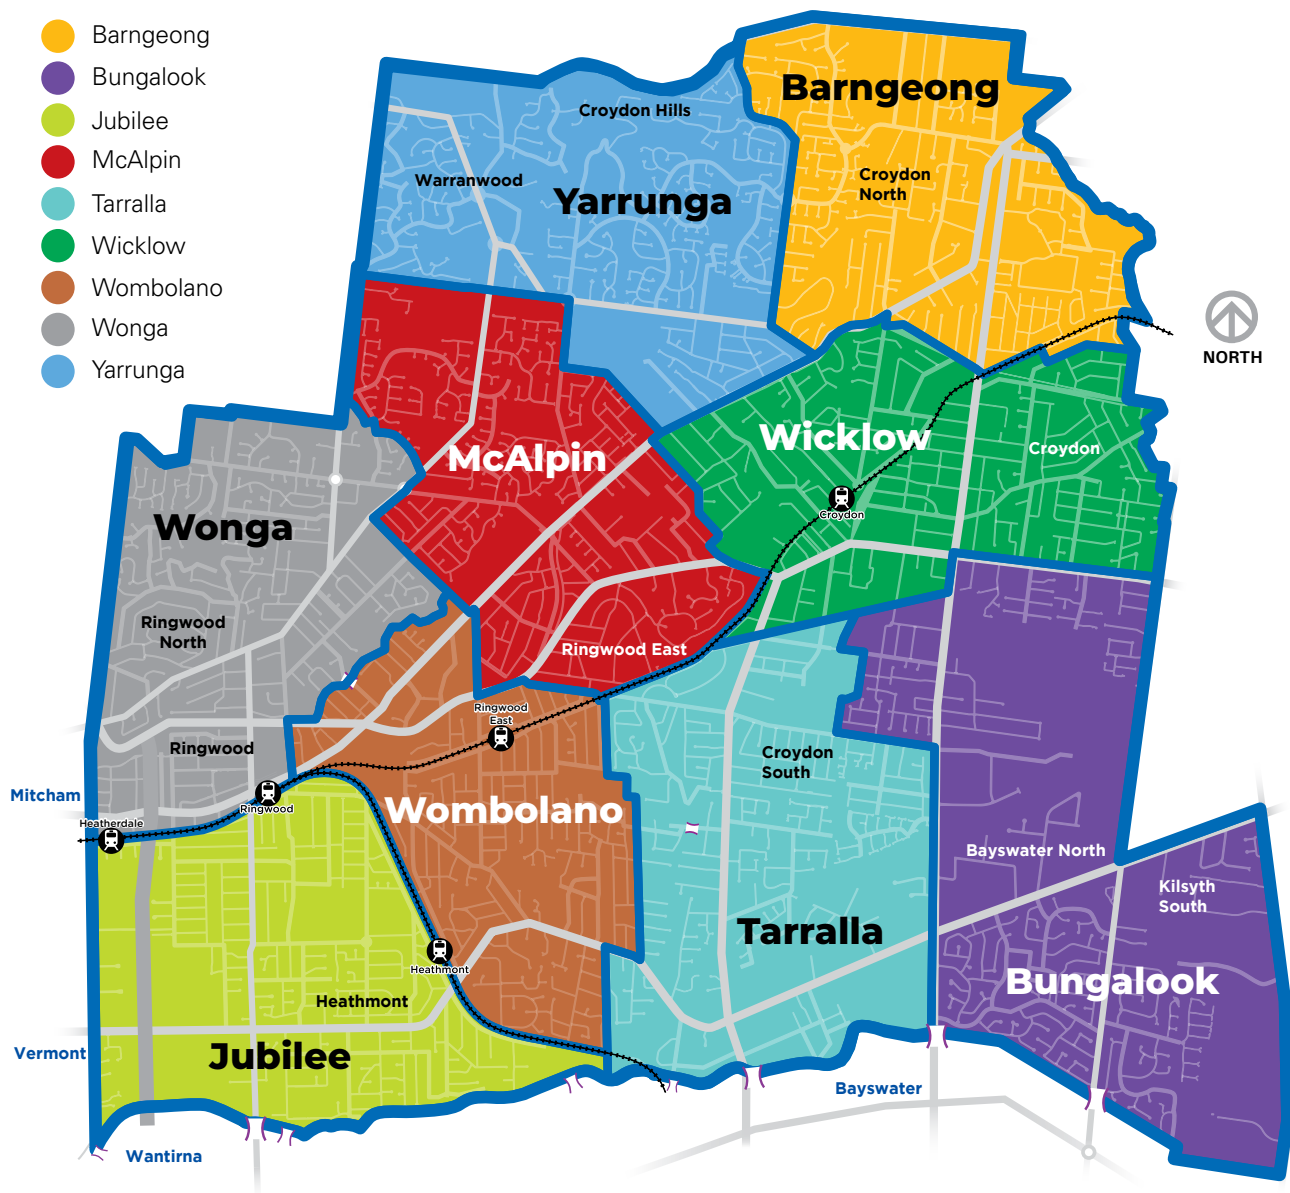 Barngeong
Bungalook
Jubilee
McAlpin
Tarralla
Wicklow
Wombolano
Wonga
Yarrunga
Barngeong
Croydon Hills
Warranwood
Yarrunga
Croydon
North
NORTH
McAlpin
Wicklow
Croydon
Croydon
Wonga
Ringwood
North
Ringwood East
Ringwood
East
Ringwood
Croydon
South
Mitcham
Heatherdale
Ringwood
Wombolano
Bayswater North
Kilsyth
South
Tarralla
Heathmont
Bungalook
Heathmont
Vermont
Jubilee
Bayswater
Wantirna